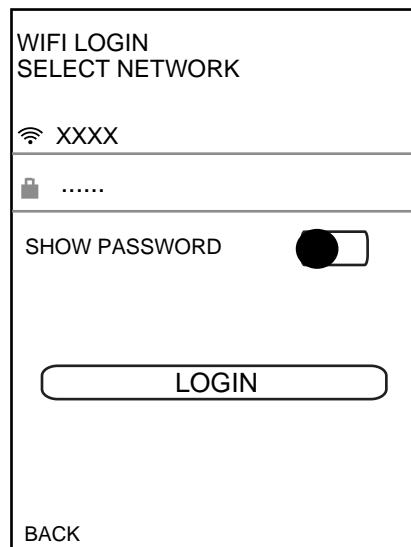 WIFI LOGIN
SELECT NETWORK
XXXX
......
SHOW PASSWORD
LOGIN
BACK